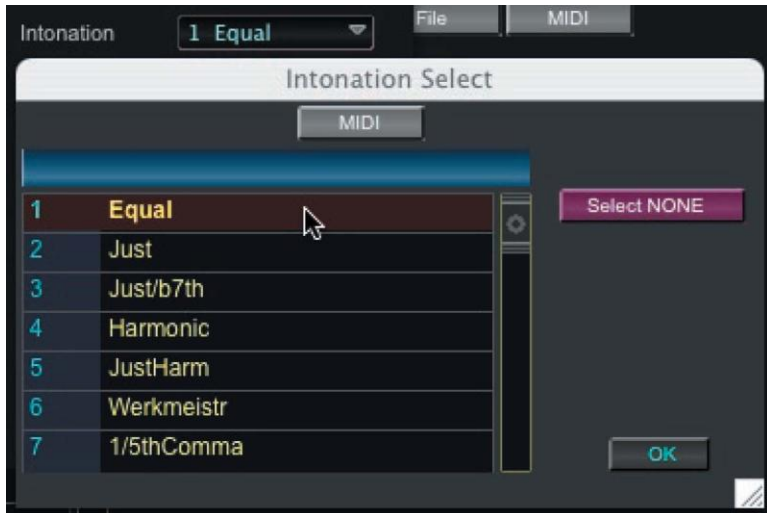 Intonation 1 Equal File MIDI
Intonation Select
MIDI
1 Equal Select NONE
2 Just
3 Just/b7th
4 Harmonic
5 JustHarm
6 Werkmeistr
7 1/5thComma OK